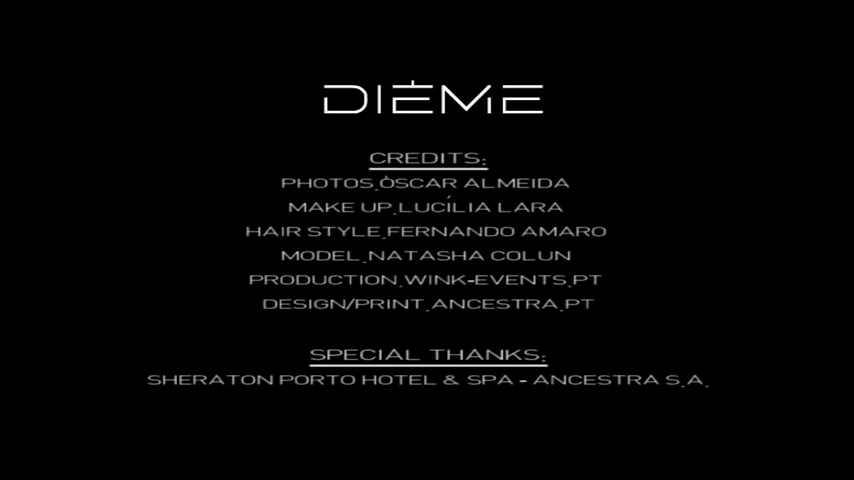 DIÉME
CREDITS:
PHOTOS.ÓSCAR ALMEIDA
MAKE UP.LUCÍLIA LARA
HAIR STYLE.FERNANDO AMARO
MODEL.NATASHA COLUN
PRODUCTION.WINK-EVENTS.PT
DESIGN/PRINT.ANCESTRA.PT
SPECIAL THANKS:
SHERATON PORTO HOTEL & SPA - ANCESTRA S.A.